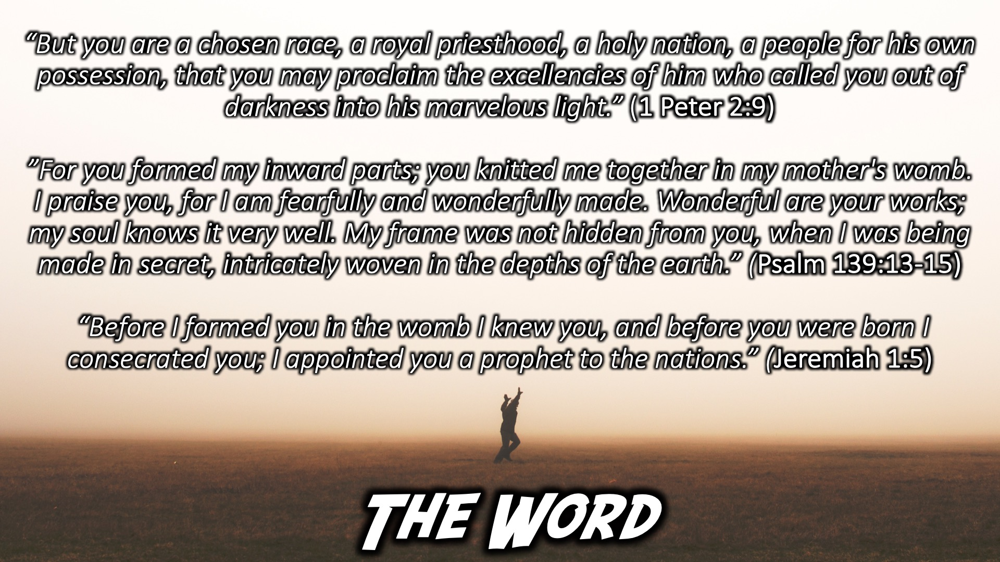 “But you are a chosen race, a royal priesthood, a holy nation, a people for his own
possession, that you may proclaim the excellencies of him who called you out of
darkness into his marvelous light.” (1 Peter 2:9)
”For you formed my inward parts; you knitted me together in my mother's womb.
I praise you, for I am fearfully and wonderfully made. Wonderful are your works;
my soul knows it very well. My frame was not hidden from you, when I was being
made in secret, intricately woven in the depths of the earth.” (Psalm 139:13-15)
“Before I formed you in the womb I knew you, and before you were born I
consecrated you; I appointed you a prophet to the nations.” (Jeremiah 1:5)
THE WORD